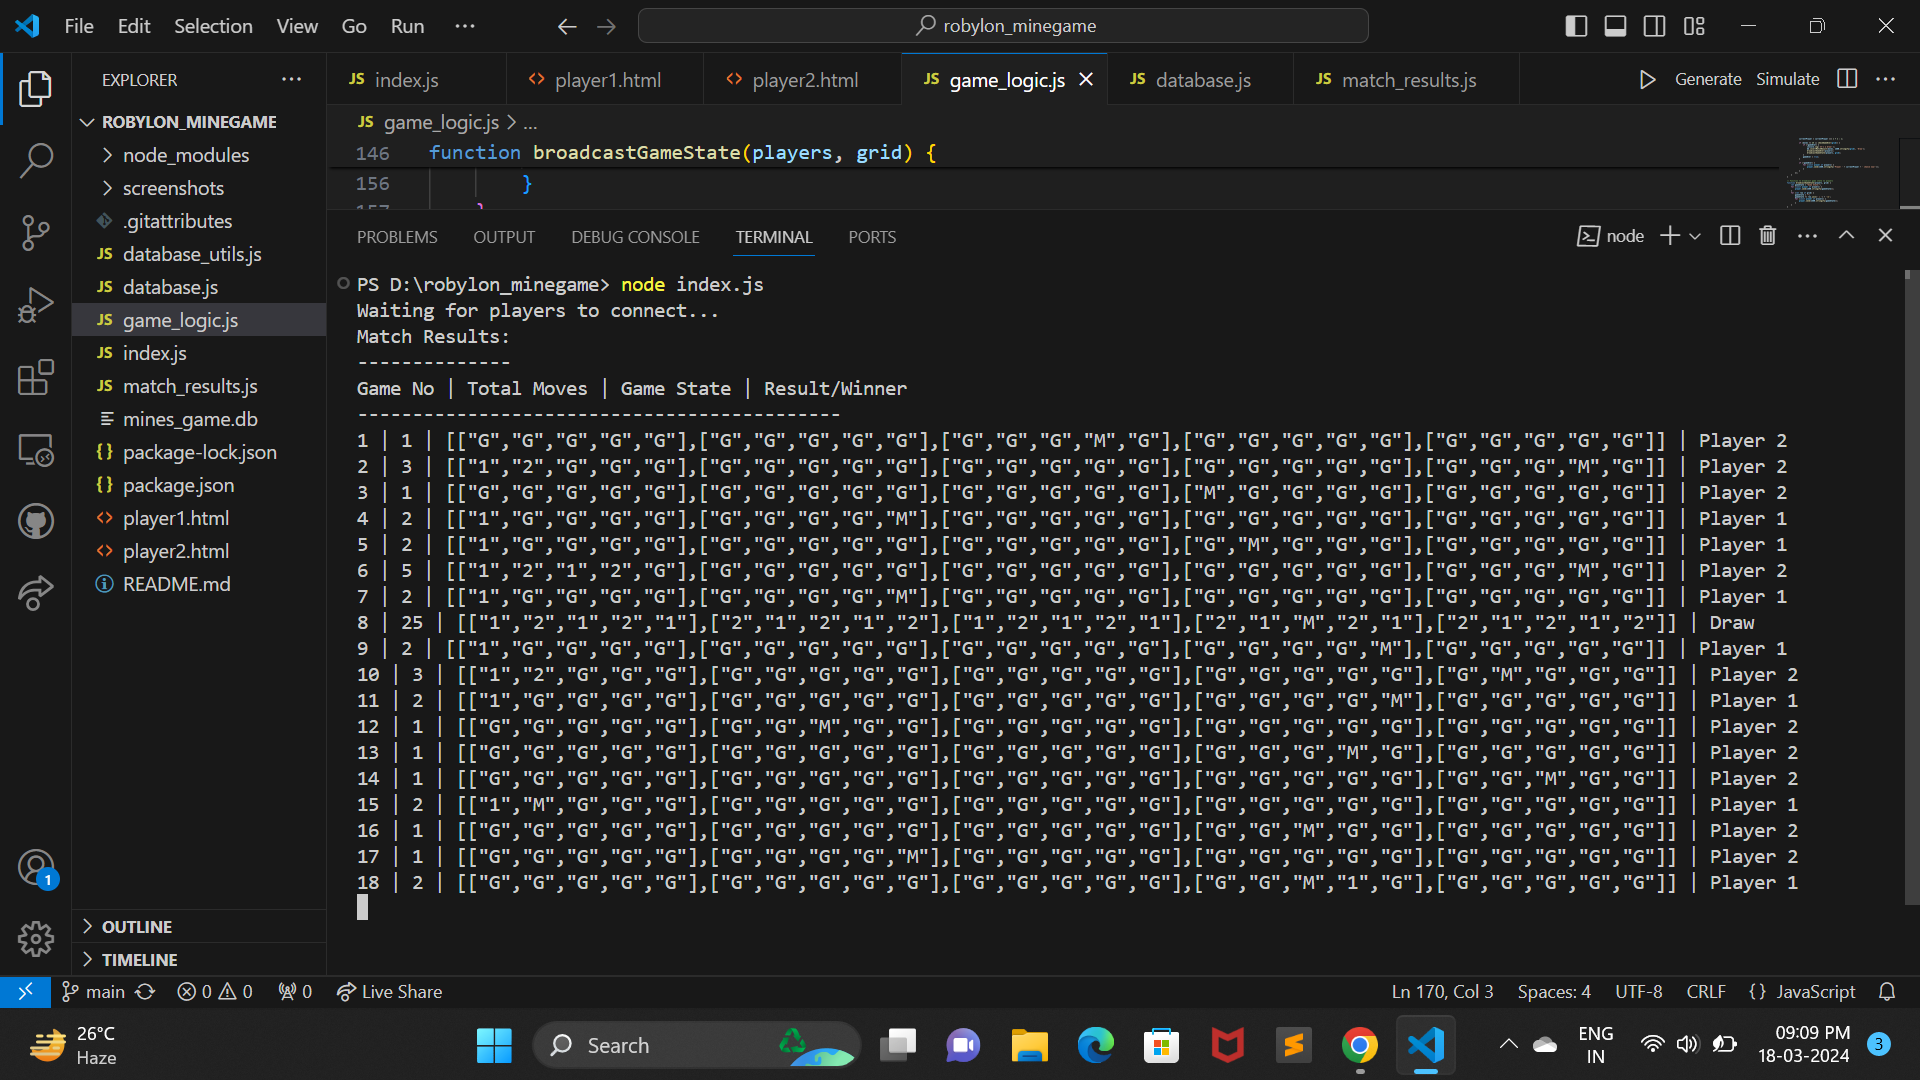 File Edit Selection View Go Run ...
robylon_minegame
EXPLORER ...
JS index.js
<> player1.html
<> player2.html
JS game_logic.js
JS database.js
JS match_results.js
Generate Simulate ...
ROBYLON_MINEGAME
node_modules
screenshots
.gitattributes
JS database_utils.js
JS database.js
JS game_logic.js
JS index.js
JS match_results.js
mines_game.db
{} package-lock.json
{} package.json
<> player1.html
<> player2.html
README.md
OUTLINE
TIMELINE
1
JS game_logic.js > ...
146 function broadcastGameState(players, grid) {
156 }
PROBLEMS OUTPUT DEBUG CONSOLE TERMINAL PORTS
node
PS D:\robylon_minegame> node index.js
Waiting for players to connect...
Match Results:
--------------
Game No | Total Moves | Game State | Result/Winner
--------------------------------------------
1 | 1 | [["G","G","G","G","G"],["G","G","G","G","G"],["G","G","G","M","G"],["G","G","G","G","G"],["G","G","G","G","G"]] | Player 2
2 | 3 | [["1","2","G","G","G"],["G","G","G","G","G"],["G","G","G","G","G"],["G","G","G","G","G"],["G","G","G","M","G"]] | Player 2
3 | 1 | [["G","G","G","G","G"],["G","G","G","G","G"],["G","G","G","G","G"],["M","G","G","G","G"],["G","G","G","G","G"]] | Player 2
4 | 2 | [["1","G","G","G","G"],["G","G","G","G","M"],["G","G","G","G","G"],["G","G","G","G","G"],["G","G","G","G","G"]] | Player 1
5 | 2 | [["1","G","G","G","G"],["G","G","G","G","G"],["G","G","G","G","G"],["G","M","G","G","G"],["G","G","G","G","G"]] | Player 1
6 | 5 | [["1","2","1","2","G"],["G","G","G","G","G"],["G","G","G","G","G"],["G","G","G","G","G"],["G","G","G","M","G"]] | Player 2
7 | 2 | [["1","G","G","G","G"],["G","G","G","G","M"],["G","G","G","G","G"],["G","G","G","G","G"],["G","G","G","G","G"]] | Player 1
8 | 25 | [["1","2","1","2","1"],["2","1","2","1","2"],["1","2","1","2","1"],["2","1","M","2","1"],["2","1","2","1","2"]] | Draw
9 | 2 | [["1","G","G","G","G"],["G","G","G","G","G"],["G","G","G","G","G"],["G","G","G","G","M"],["G","G","G","G","G"]] | Player 1
10 | 3 | [["1","2","G","G","G"],["G","G","G","G","G"],["G","G","G","G","G"],["G","G","G","G","G"],["G","M","G","G","G"]] | Player 2
11 | 2 | [["1","G","G","G","G"],["G","G","G","G","G"],["G","G","G","G","G"],["G","G","G","G","M"],["G","G","G","G","G"]] | Player 1
12 | 1 | [["G","G","G","G","G"],["G","G","M","G","G"],["G","G","G","G","G"],["G","G","G","G","G"],["G","G","G","G","G"]] | Player 2
13 | 1 | [["G","G","G","G","G"],["G","G","G","G","G"],["G","G","G","G","G"],["G","G","G","M","G"],["G","G","G","G","G"]] | Player 2
14 | 1 | [["G","G","G","G","G"],["G","G","G","G","G"],["G","G","G","G","G"],["G","G","G","G","G"],["G","G","M","G","G"]] | Player 2
15 | 2 | [["1","M","G","G","G"],["G","G","G","G","G"],["G","G","G","G","G"],["G","G","G","G","G"],["G","G","G","G","G"]] | Player 1
16 | 1 | [["G","G","G","G","G"],["G","G","G","G","G"],["G","G","G","G","G"],["G","G","M","G","G"],["G","G","G","G","G"]] | Player 2
17 | 1 | [["G","G","G","G","G"],["G","G","G","G","M"],["G","G","G","G","G"],["G","G","G","G","G"],["G","G","G","G","G"]] | Player 2
18 | 2 | [["G","G","G","G","G"],["G","G","G","G","G"],["G","G","G","G","G"],["G","G","M","1","G"],["G","G","G","G","G"]] | Player 1
main 0 0 0 Live Share
Ln 170, Col 3 Spaces: 4 UTF-8 CRLF {} JavaScript
26°C
Haze
Search
ENG
IN
09:09 PM
18-03-2024
3